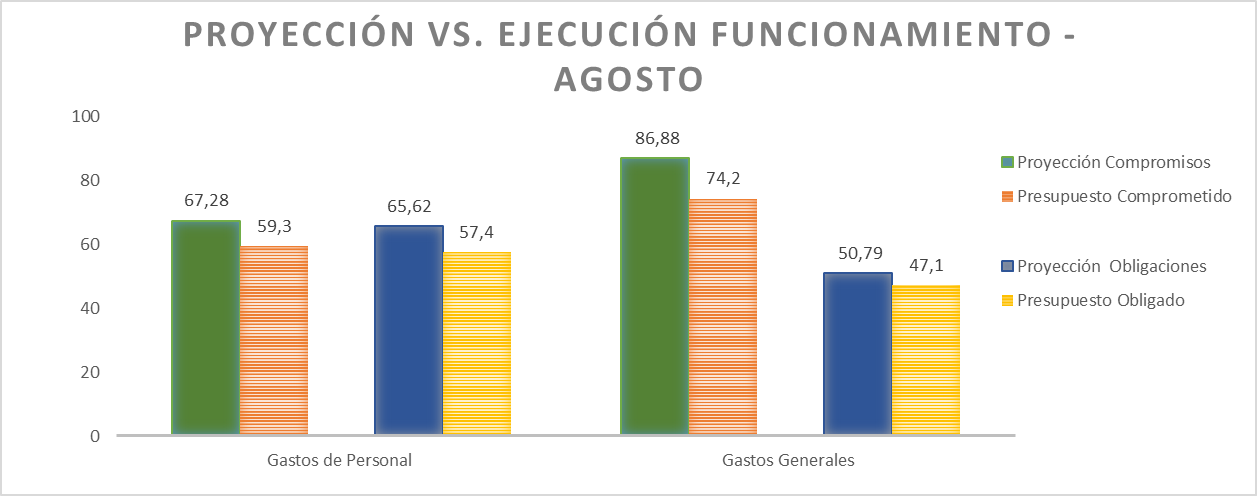 PROYECCIÓN VS. EJECUCIÓN FUNCIONAMIENTO -
AGOSTO
100
80
60
40
20
0
67,28
59,3
65,62
57,4
86,88
74,2
50,79
47,1
Gastos de Personal
Gastos Generales
Proyección Compromisos
Presupuesto Comprometido
Proyección Obligaciones
Presupuesto Obligado